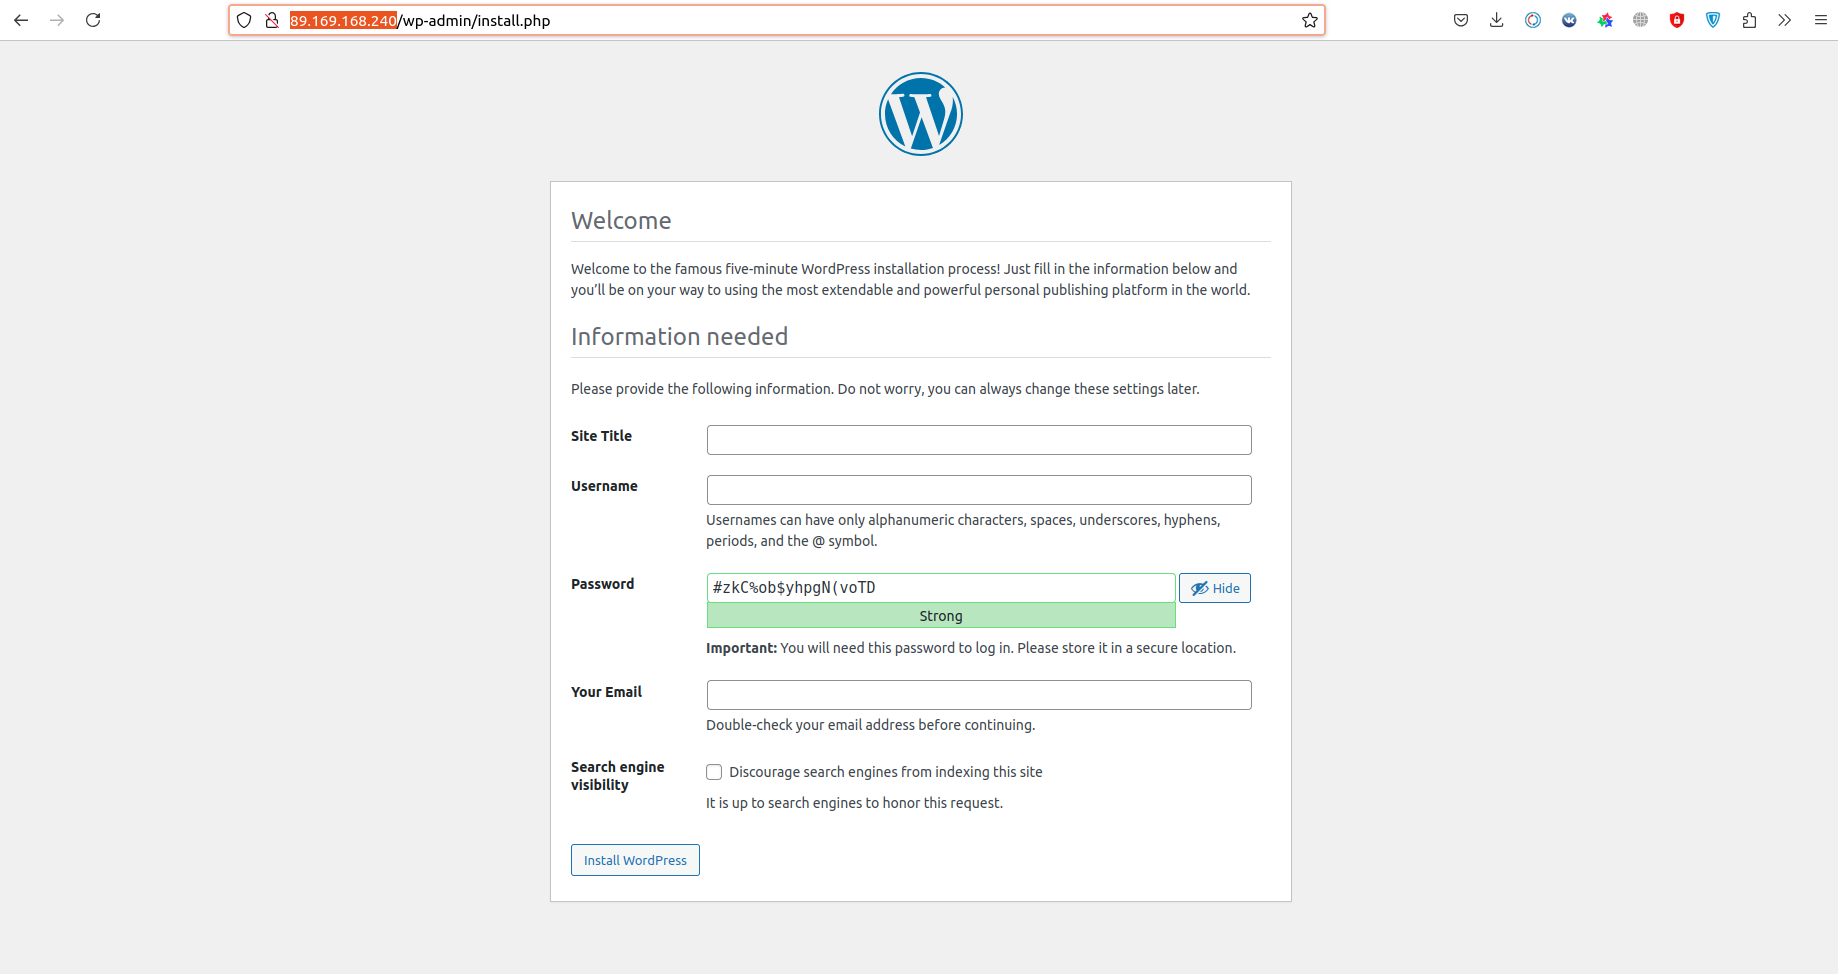 89.169.168.240/wp-admin/install.php
Welcome
Welcome to the famous five-minute WordPress installation process! Just fill in the information below and
you’ll be on your way to using the most extendable and powerful personal publishing platform in the world.
Information needed
Please provide the following information. Do not worry, you can always change these settings later.
Site Title
Username
Usernames can have only alphanumeric characters, spaces, underscores, hyphens,
periods, and the @ symbol.
Password
#zkC%ob$yhpgN(voTD
Hide
Strong
Important: You will need this password to log in. Please store it in a secure location.
Your Email
Double-check your email address before continuing.
Search engine
visibility
Discourage search engines from indexing this site
It is up to search engines to honor this request.
Install WordPress